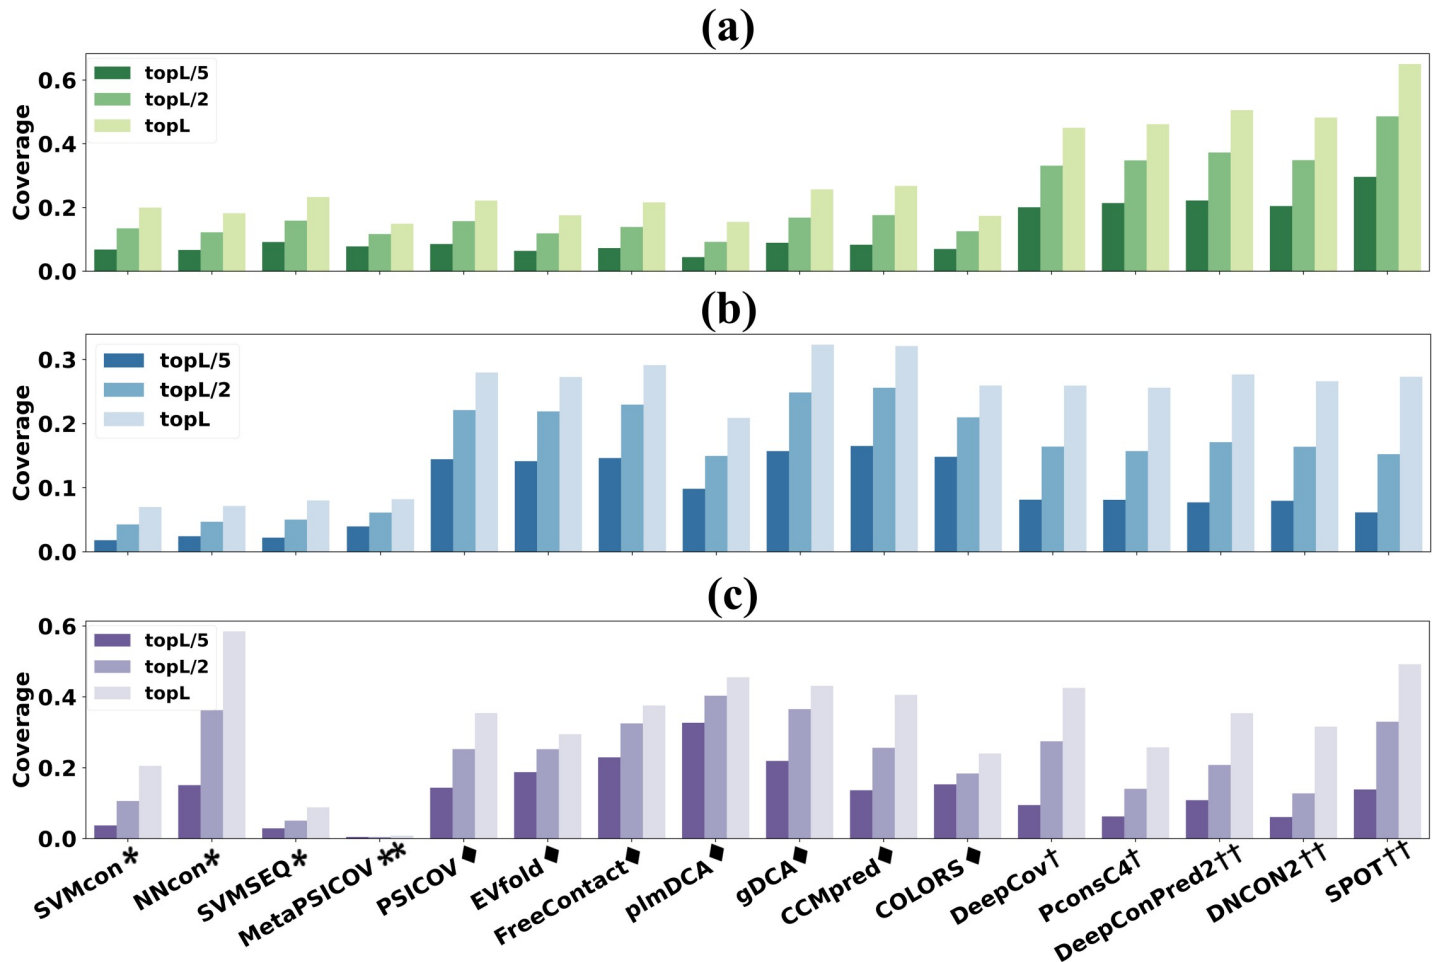 (a)
topL/5
topL/2
topL
Coverage
0.6
0.4
0.2
0.0
(b)
topL/5
topL/2
topL
Coverage
0.3
0.2
0.1
0.0
(c)
topL/5
topL/2
topL
Coverage
0.6
0.4
0.2
0.0
SVMcon*
NNcon*
SVMSEQ*
MetaPSICOV**
PSICOV♦
EVfold♦
FreeContact♦
plmDCA♦
gDCA♦
CCMpred♦
COLORS♦
DeepCov†
PconsC4†
DeepConPred2††
DNCON2††
SPOT††